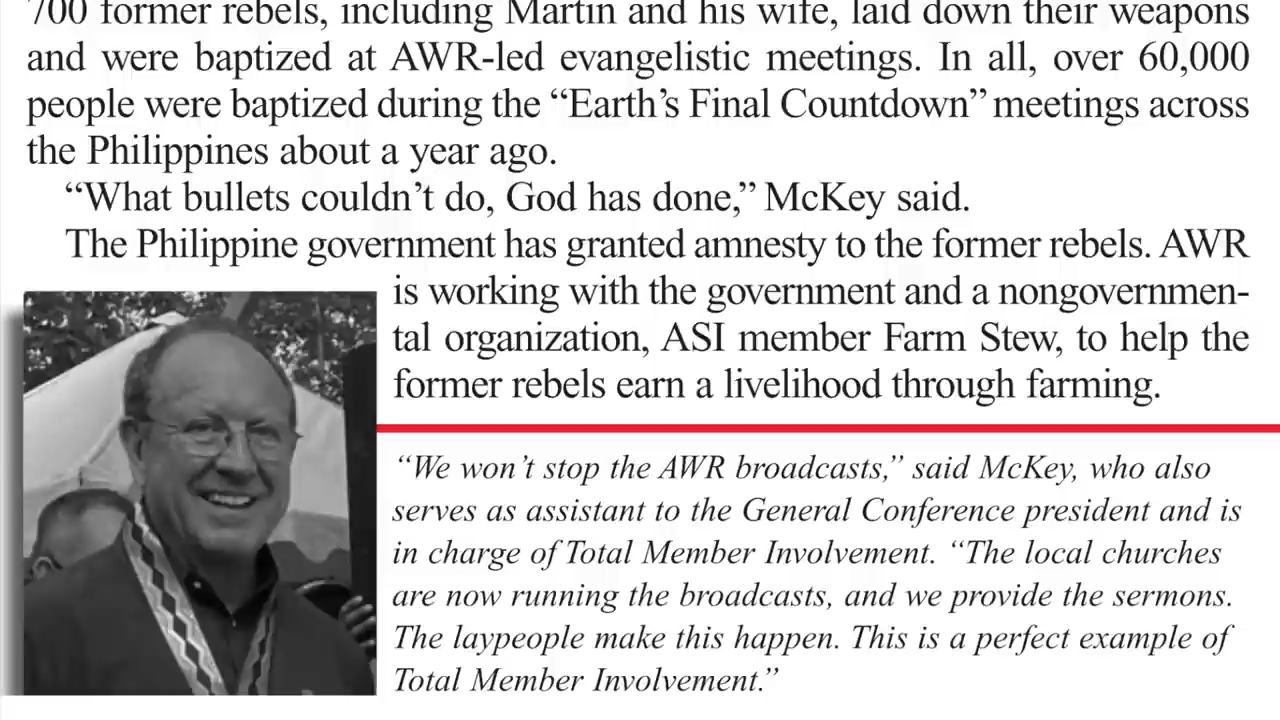 700 former rebels, including Martin and his wife, laid down their weapons
and were baptized at AWR-led evangelistic meetings. In all, over 60,000
people were baptized during the “Earth’s Final Countdown” meetings across
the Philippines about a year ago.
“What bullets couldn’t do, God has done,” McKey said.
The Philippine government has granted amnesty to the former rebels. AWR
is working with the government and a nongovernmen-
tal organization, ASI member Farm Stew, to help the
former rebels earn a livelihood through farming.
“We won’t stop the AWR broadcasts,” said McKey, who also
serves as assistant to the General Conference president and is
in charge of Total Member Involvement. “The local churches
are now running the broadcasts, and we provide the sermons.
The laypeople make this happen. This is a perfect example of
Total Member Involvement.”